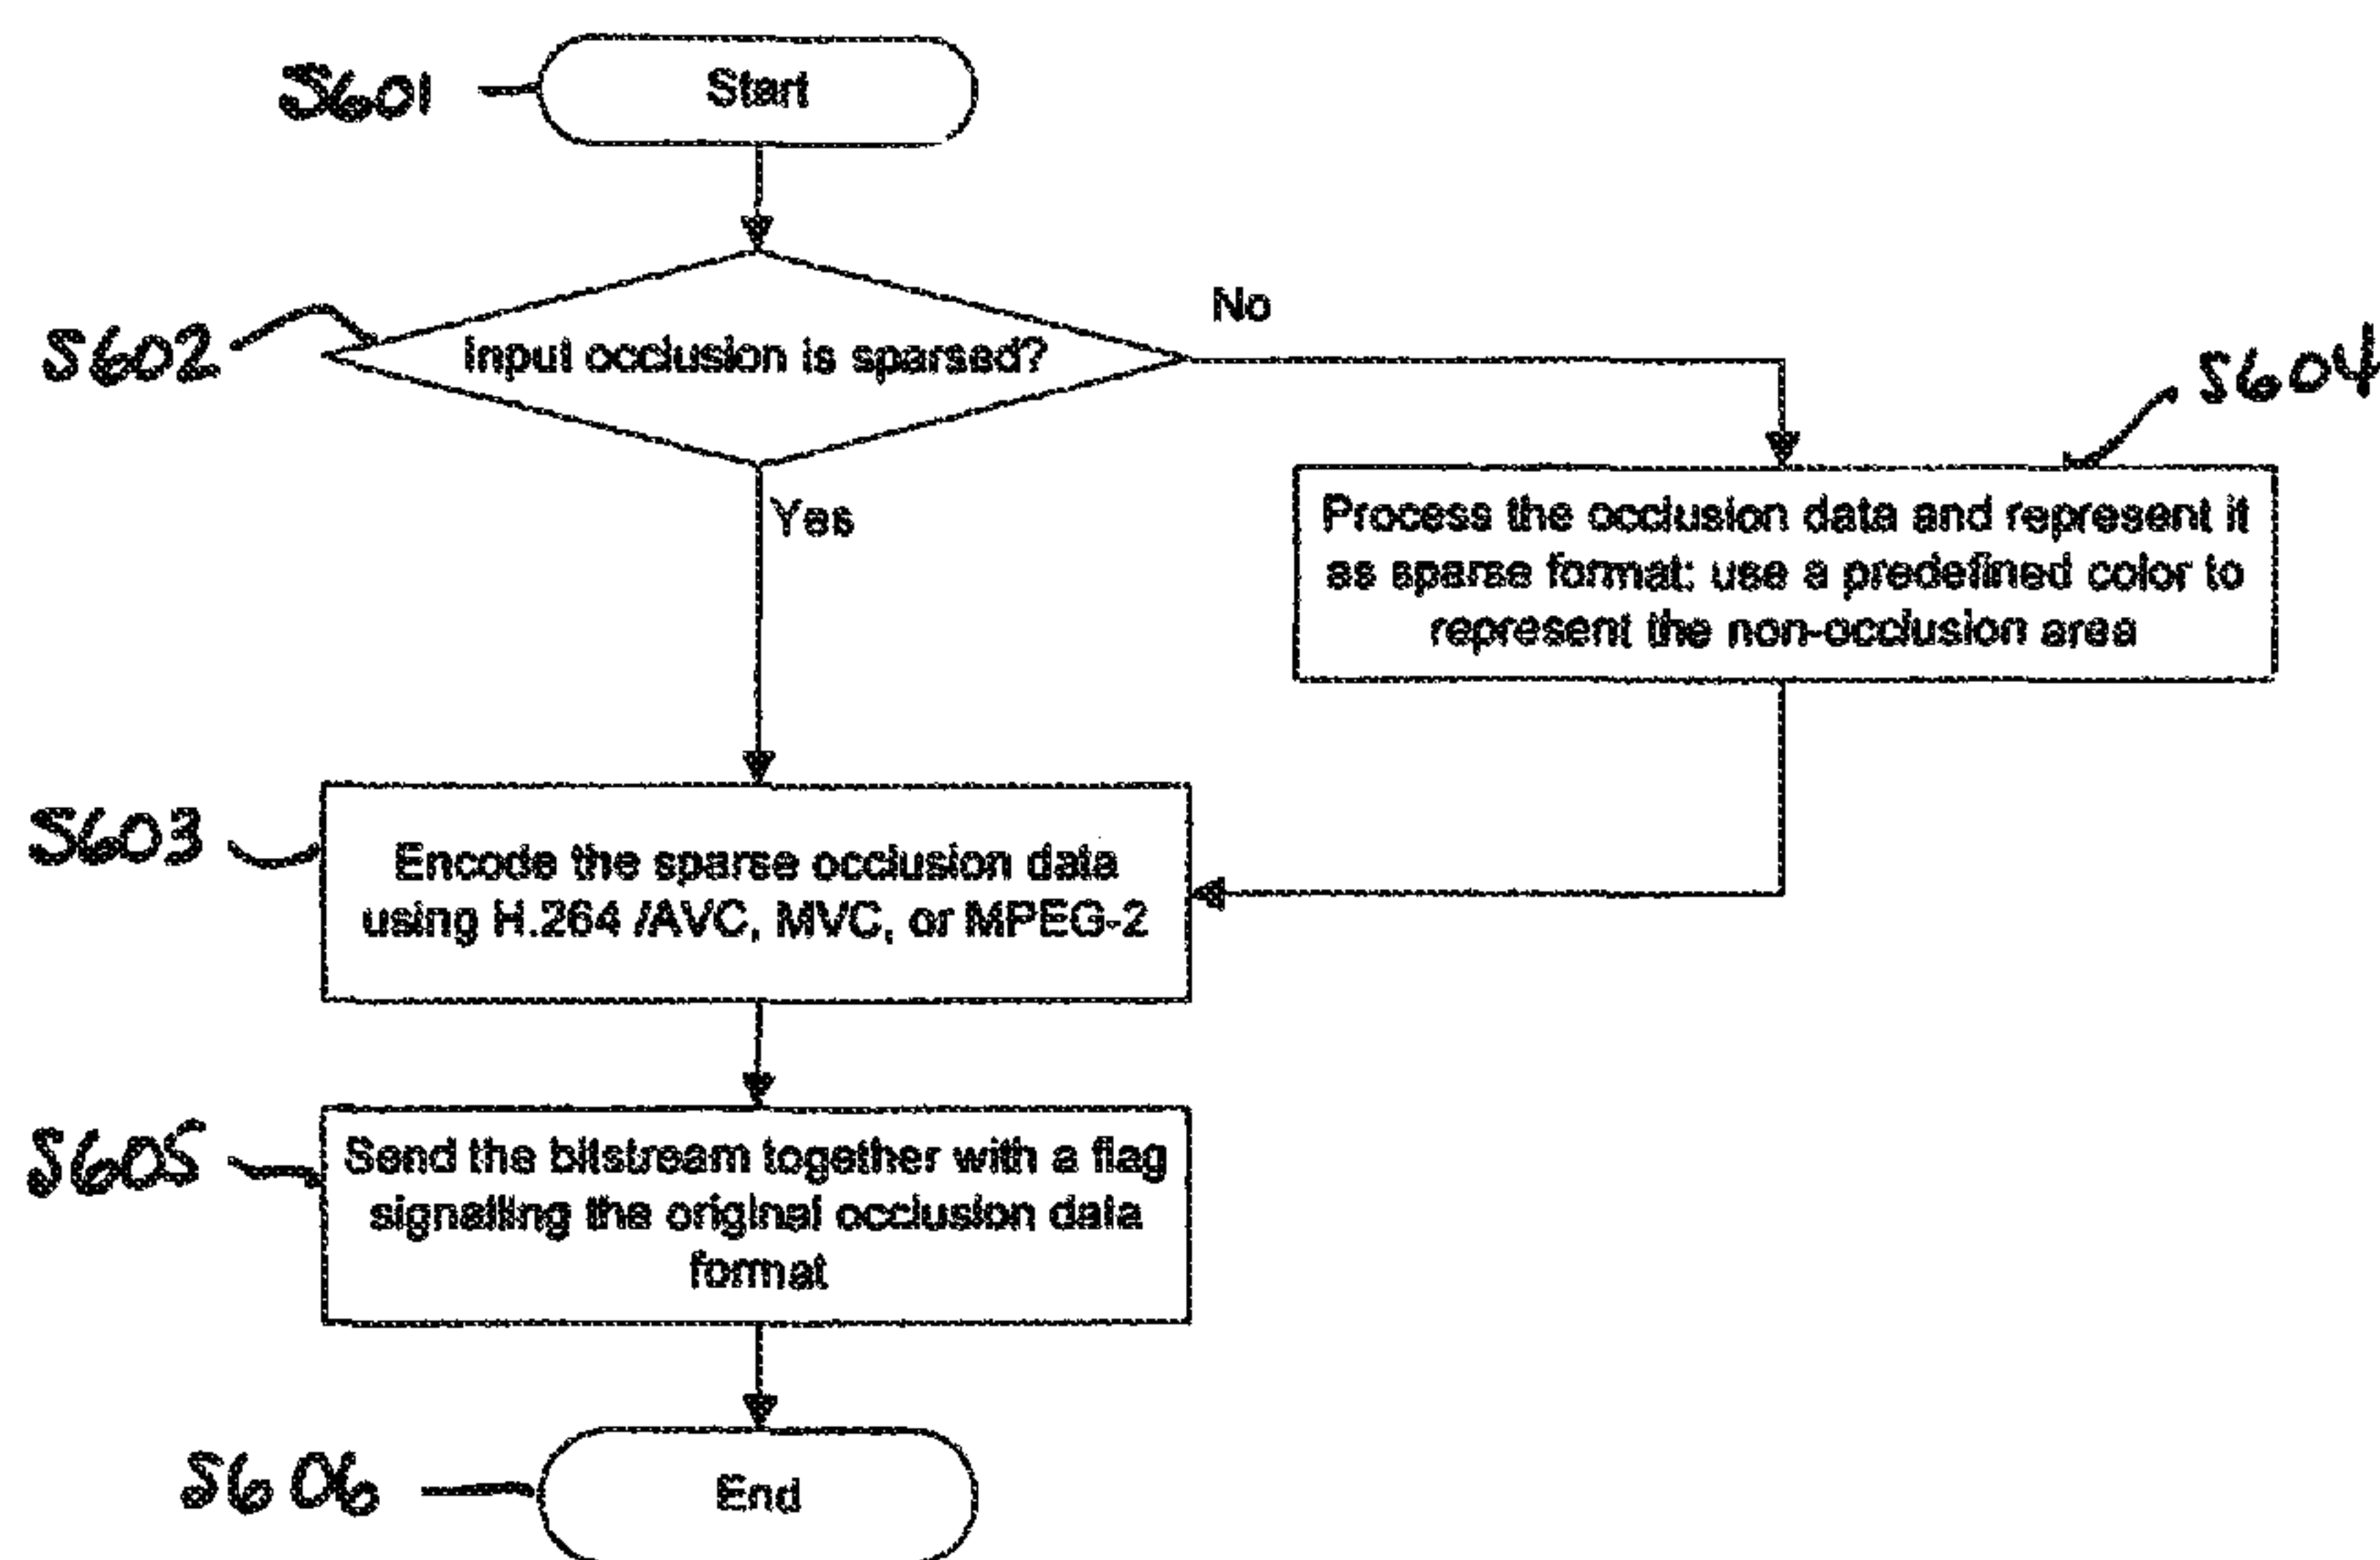 S601
Start
S602
Input occlusion is sparsed?
No
S604
Yes
Process the occlusion data and represent it
as sparse format: use a predefined color to
represent the non-occlusion area
S603
Encode the sparse occlusion data
using H.264 /AVC, MVC, or MPEG-2
S605
Send the bitstream together with a flag
signalling the original occlusion data
format
S606
End